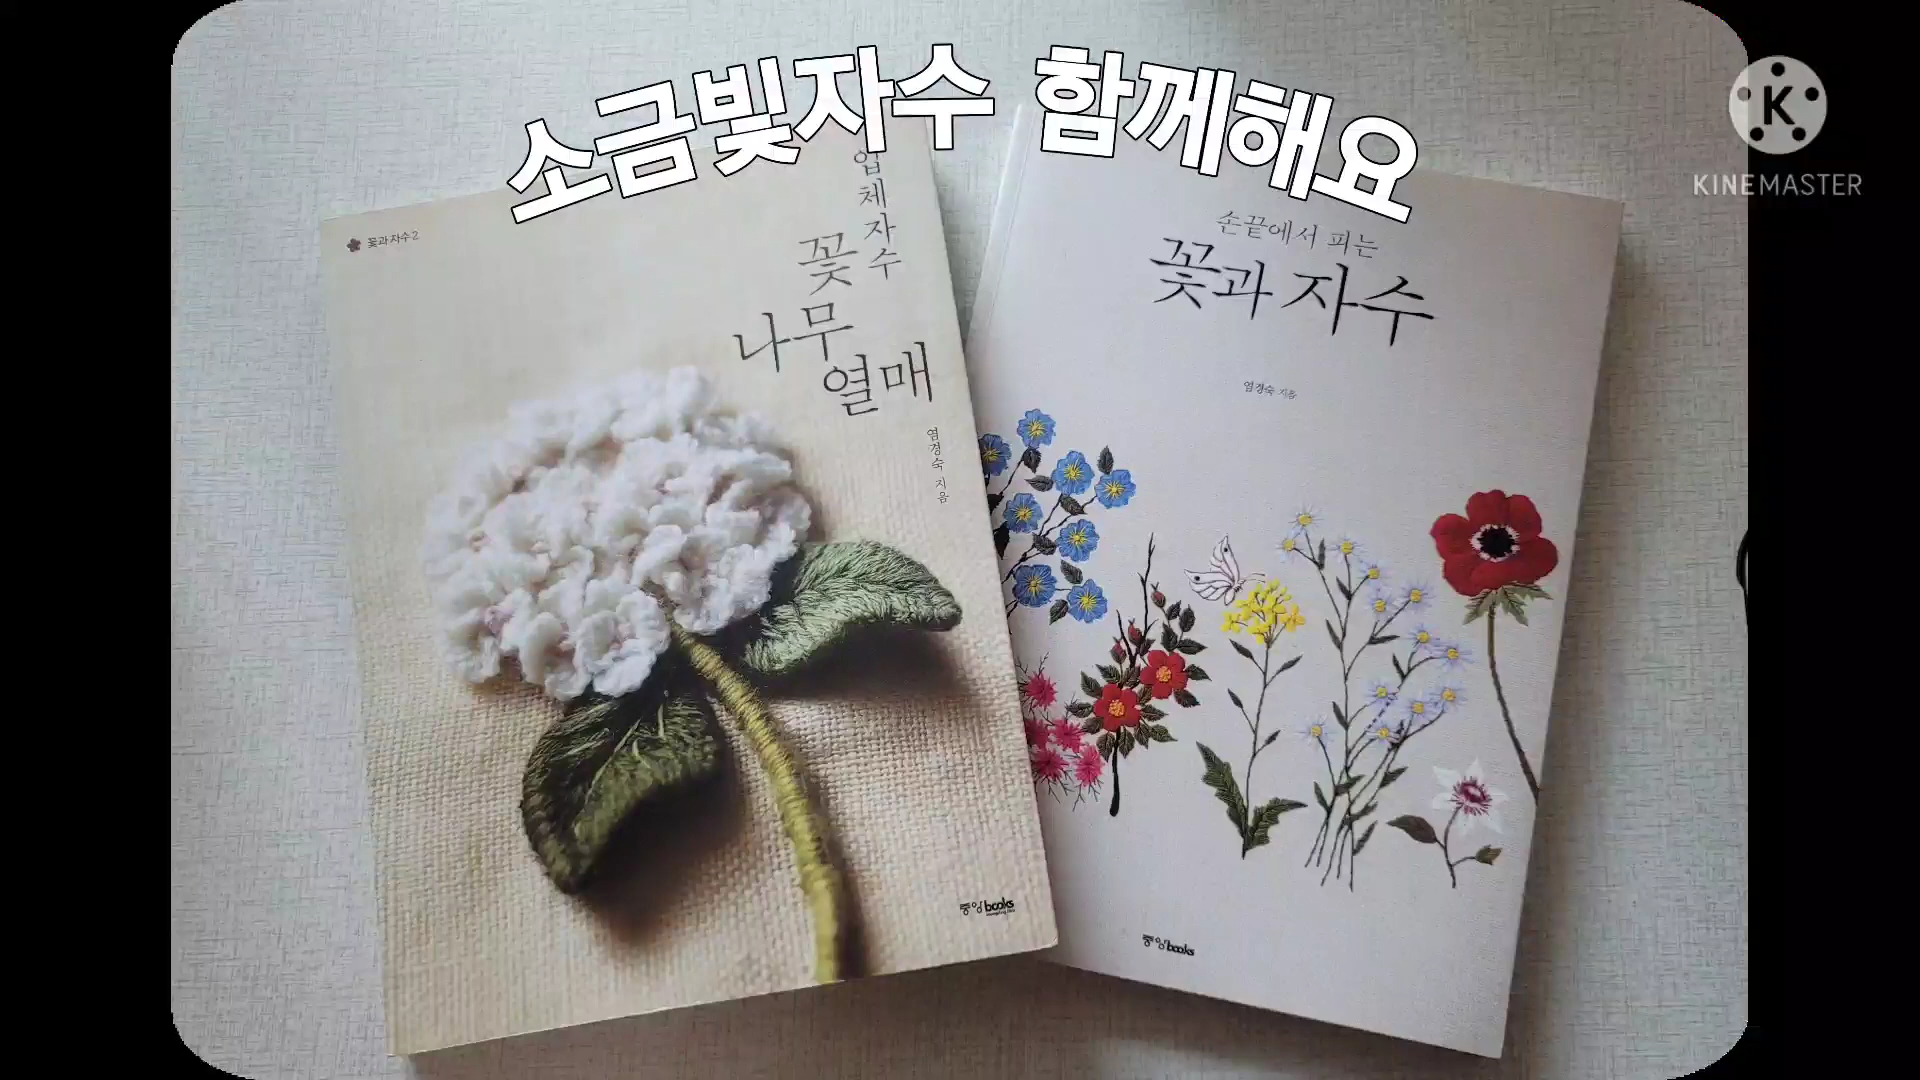 소금빛자수 함께해요
KINEMASTER
꽃과 자수 2
입체자수
꽃
나무
열매
염경숙 지음
중앙books
손끝에서 피는
꽃과 자수
염경숙 지음
중앙books